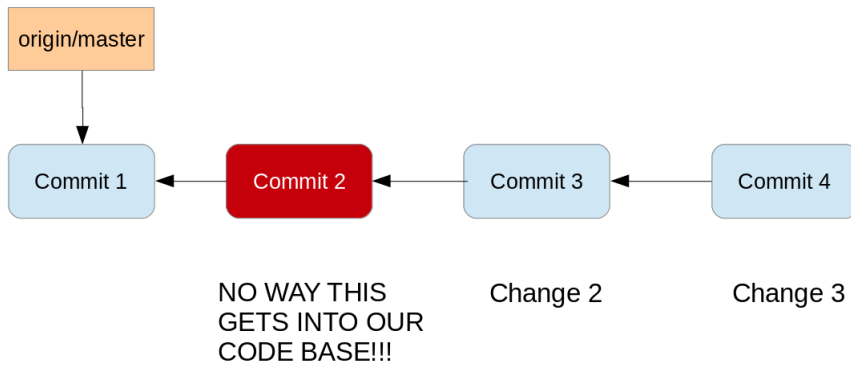 origin/master
Commit 1
Commit 2
Commit 3
Commit 4
NO WAY THIS
GETS INTO OUR
CODE BASE!!!
Change 2
Change 3